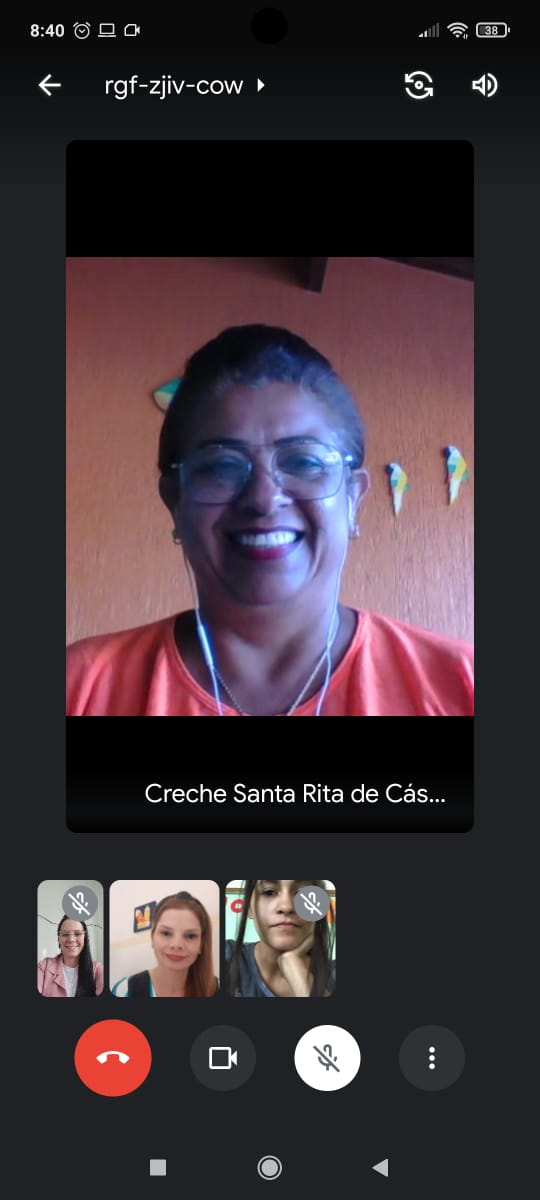 8:40
38
rgf-zjiv-cow
Creche Santa Rita de Cás...